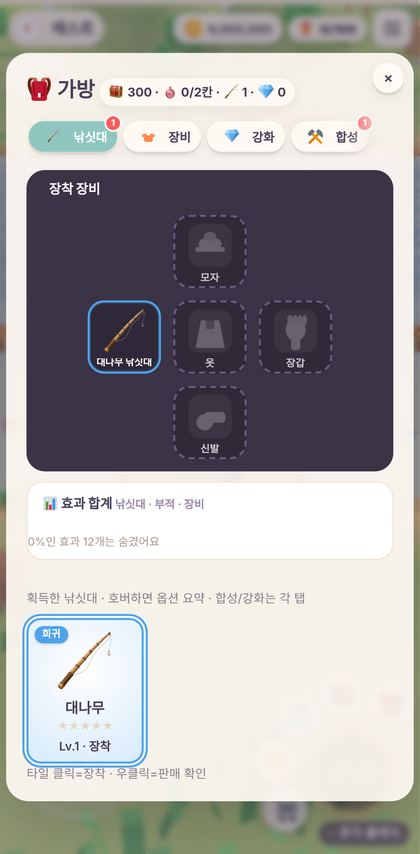 가방
300 · 0/2칸 · 1 · 0
낚싯대 1
장비
강화
합성 1
장착 장비
모자
대나무 낚싯대
옷
장갑
신발
효과 합계 낚싯대 · 부적 · 장비
0%인 효과 12개는 숨겼어요
획득한 낚싯대 · 호버하면 옵션 요약 · 합성/강화는 각 탭
희귀
대나무
★★★★★
Lv.1 · 장착
타일 클릭=장착 · 우클릭=판매 확인